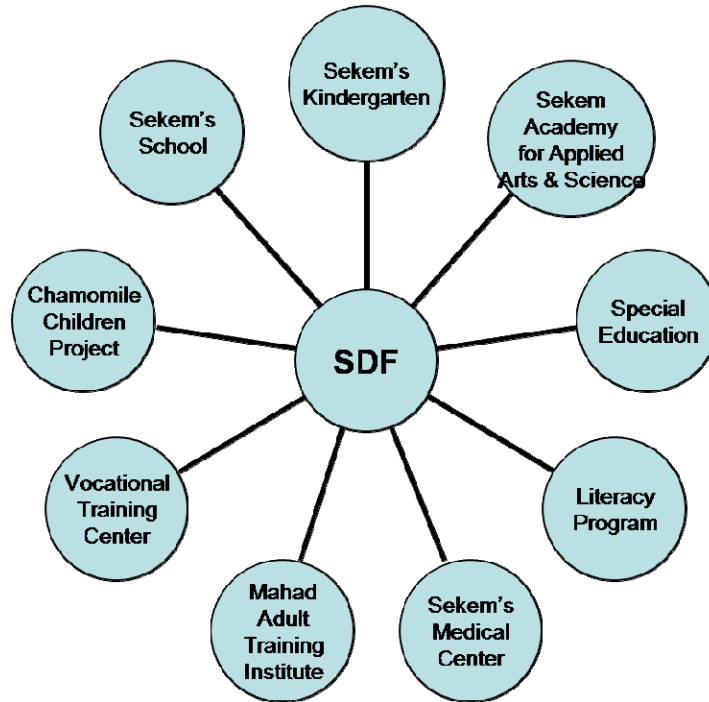 Sekem's
Kindergarten
Sekem's
School
Sekem
Academy
for Applied
Arts & Science
Chamomile
Children
Project
Special
Education
SDF
Vocational
Training
Center
Literacy
Program
Mahad
Adult
Training
Institute
Sekem's
Medical
Center